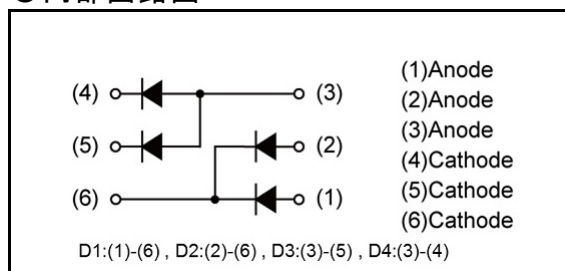 (4) (3) (1)Anode
(2)Anode
(5) (2) (3)Anode
(4)Cathode
(6) (1) (5)Cathode
(6)Cathode
D1:(1)-(6) , D2:(2)-(6) , D3:(3)-(5) , D4:(3)-(4)